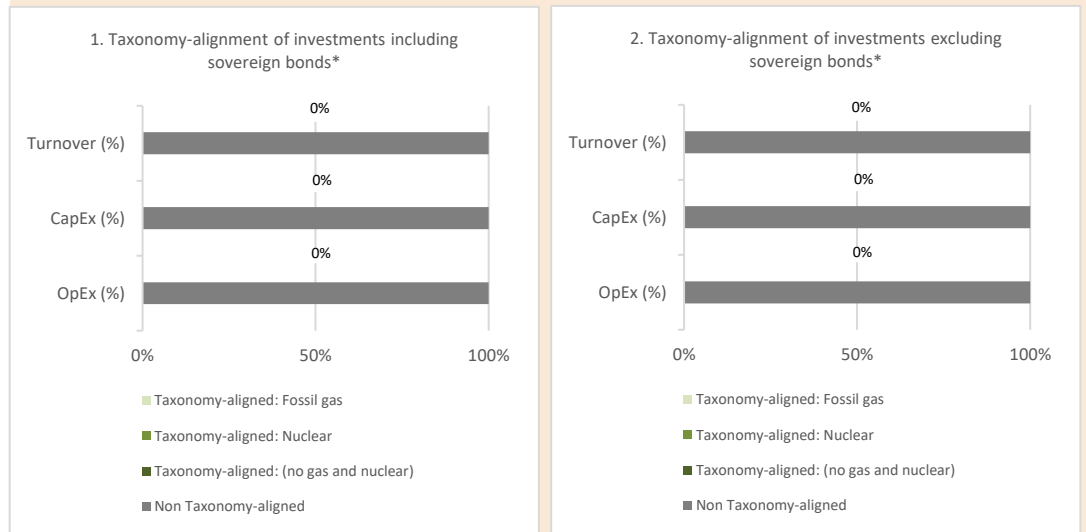 1. Taxonomy-alignment of investments including
sovereign bonds*
0%
Turnover (%)
0%
CapEx (%)
0%
OpEx (%)
0% 50% 100%
Taxonomy-aligned: Fossil gas
Taxonomy-aligned: Nuclear
Taxonomy-aligned: (no gas and nuclear)
Non Taxonomy-aligned
2. Taxonomy-alignment of investments excluding
sovereign bonds*
0%
Turnover (%)
0%
CapEx (%)
0%
OpEx (%)
0% 50% 100%
Taxonomy-aligned: Fossil gas
Taxonomy-aligned: Nuclear
Taxonomy-aligned: (no gas and nuclear)
Non Taxonomy-aligned